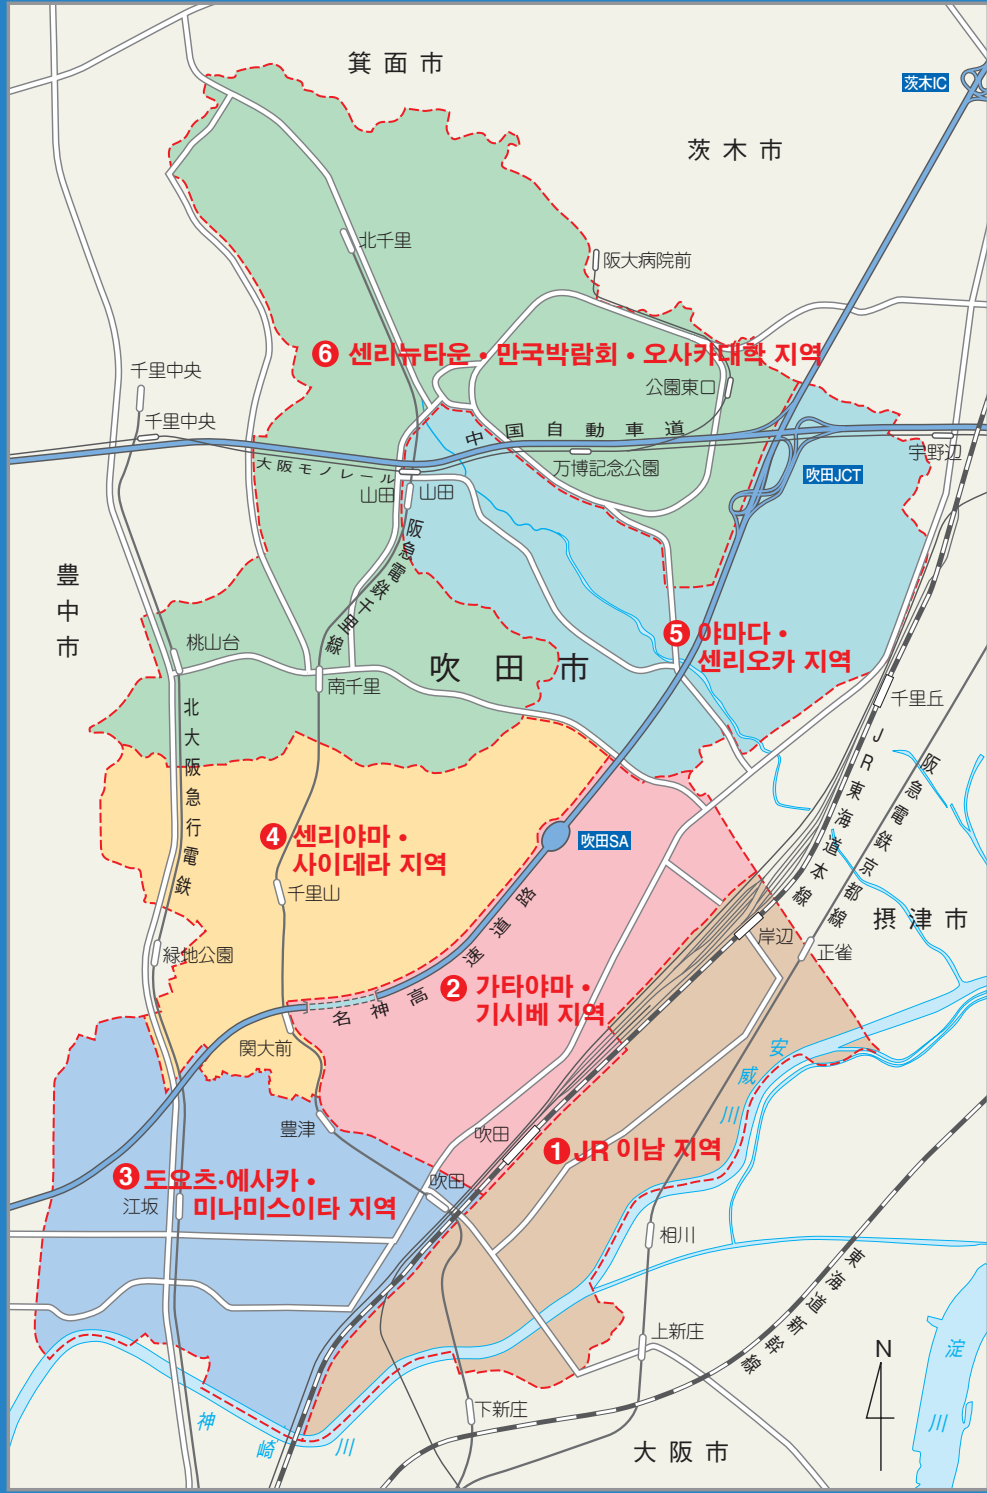 箕面市
茨木IC
茨木市
北千里
阪大病院前
❻ 센리뉴타운・만국박람회・오사카대학 지역
千里中央
公園東口
千里中央
中国自動車道
宇野辺
大阪モノレール
万博記念公園
吹田JCT
山田
山田
阪急電鉄千里線
豊中市
桃山台
吹田市
❺ 야마다・
센리오카 지역
南千里
千里丘
北大阪急行電鉄
JR東海道本線
阪急電鉄京都線
❹ 센리야마・
사이데라 지역
吹田SA
千里山
摂津市
岸辺
正雀
緑地公園
名神高速道路
❷ 가타야마・
기시베 지역
関大前
安威川
豊津
吹田
❶ JR 이남 지역
❸ 도요츠·에사카・
미나미스이타 지역
吹田
江坂
相川
東海道新幹線
上新庄
N
淀川
下新庄
神崎川
大阪市